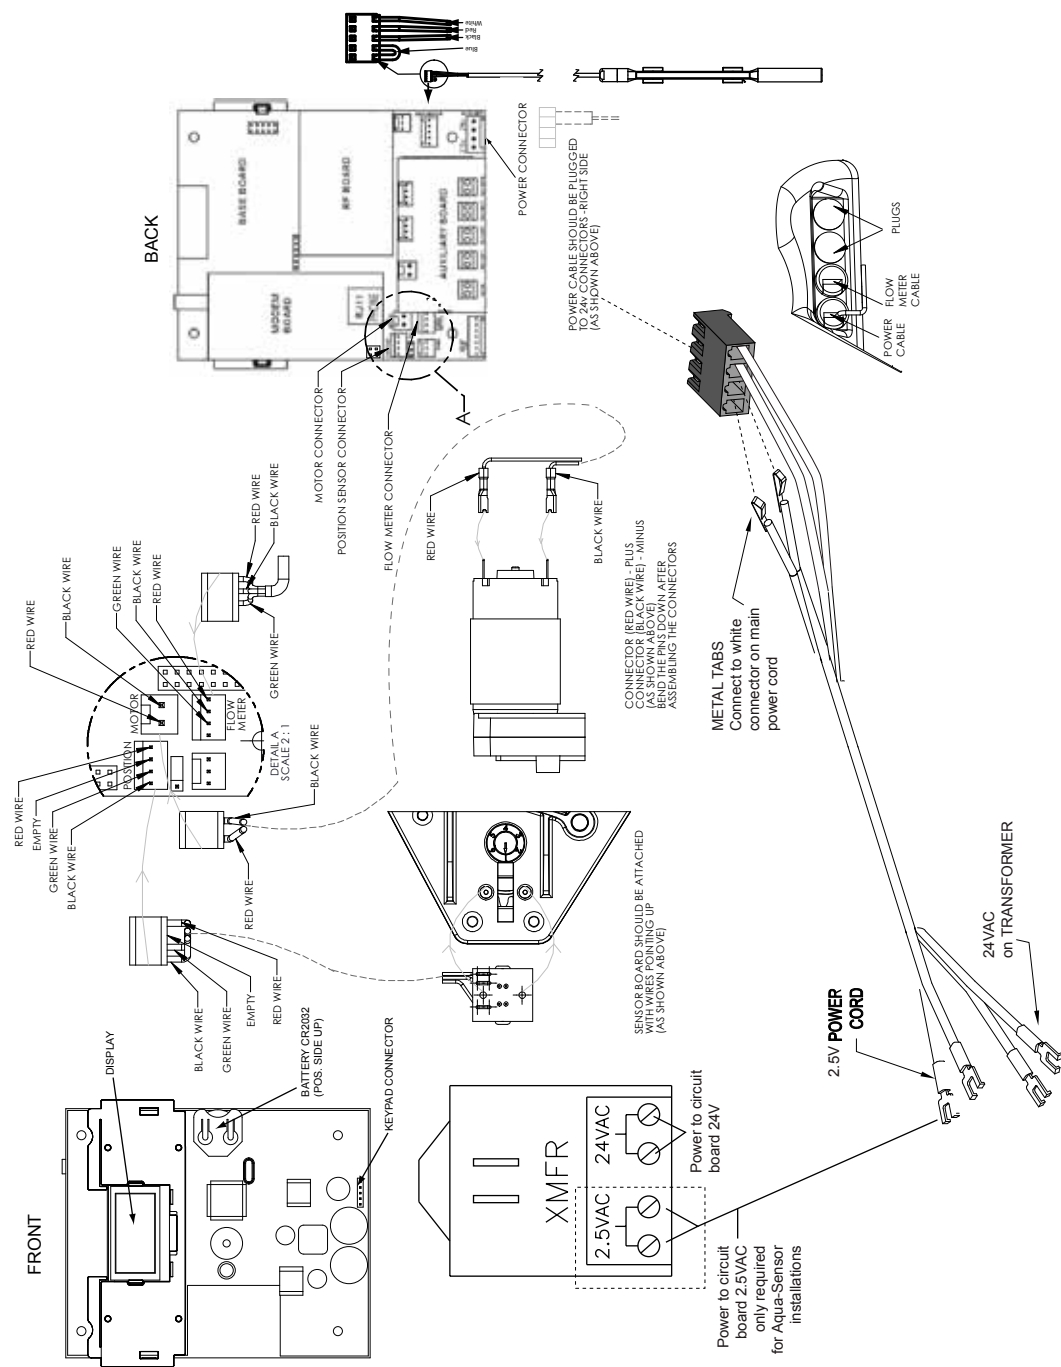 FRONT
DISPLAY
BATTERY CR2032
(POS. SIDE UP)
KEYPAD CONNECTOR
BLACK WIRE
GREEN WIRE
EMPTY
RED WIRE
RED WIRE
EMPTY
GREEN WIRE
BLACK WIRE
RED WIRE
BLACK WIRE
GREEN WIRE
BLACK WIRE
RED WIRE
POSITION
MOTOR
FLOW
METER
DETAIL A
SCALE 2 : 1
RED WIRE
BLACK WIRE
GREEN WIRE
RED WIRE
BLACK WIRE
BACK
BASE BOARD
RF BOARD
MODEM
BOARD
RJ11
AUXILIARY BOARD
White
Red
Black
Blue
POWER CONNECTOR
MOTOR CONNECTOR
POSITION SENSOR CONNECTOR
FLOW METER CONNECTOR
A
POWER CABLE SHOULD BE PLUGGED
TO 24v CONNECTORS -RIGHT SIDE
(AS SHOWN ABOVE)
SENSOR BOARD SHOULD BE ATTACHED
WITH WIRES POINTING UP
(AS SHOWN ABOVE)
RED WIRE
BLACK WIRE
CONNECTOR (RED WIRE) - PLUS
CONNECTOR (BLACK WIRE) - MINUS
(AS SHOWN ABOVE)
BEND THE PINS DOWN AFTER
ASSEMBLING THE CONNECTORS
POWER
CABLE
FLOW
METER
CABLE
PLUGS
METAL TABS
Connect to white
connector on main
power cord
XMFR
2.5VAC
24VAC
Power to circuit
board 24V
Power to circuit
board 2.5VAC
only required
for Aqua-Sensor
installations
2.5V POWER
CORD
24VAC
on TRANSFORMER